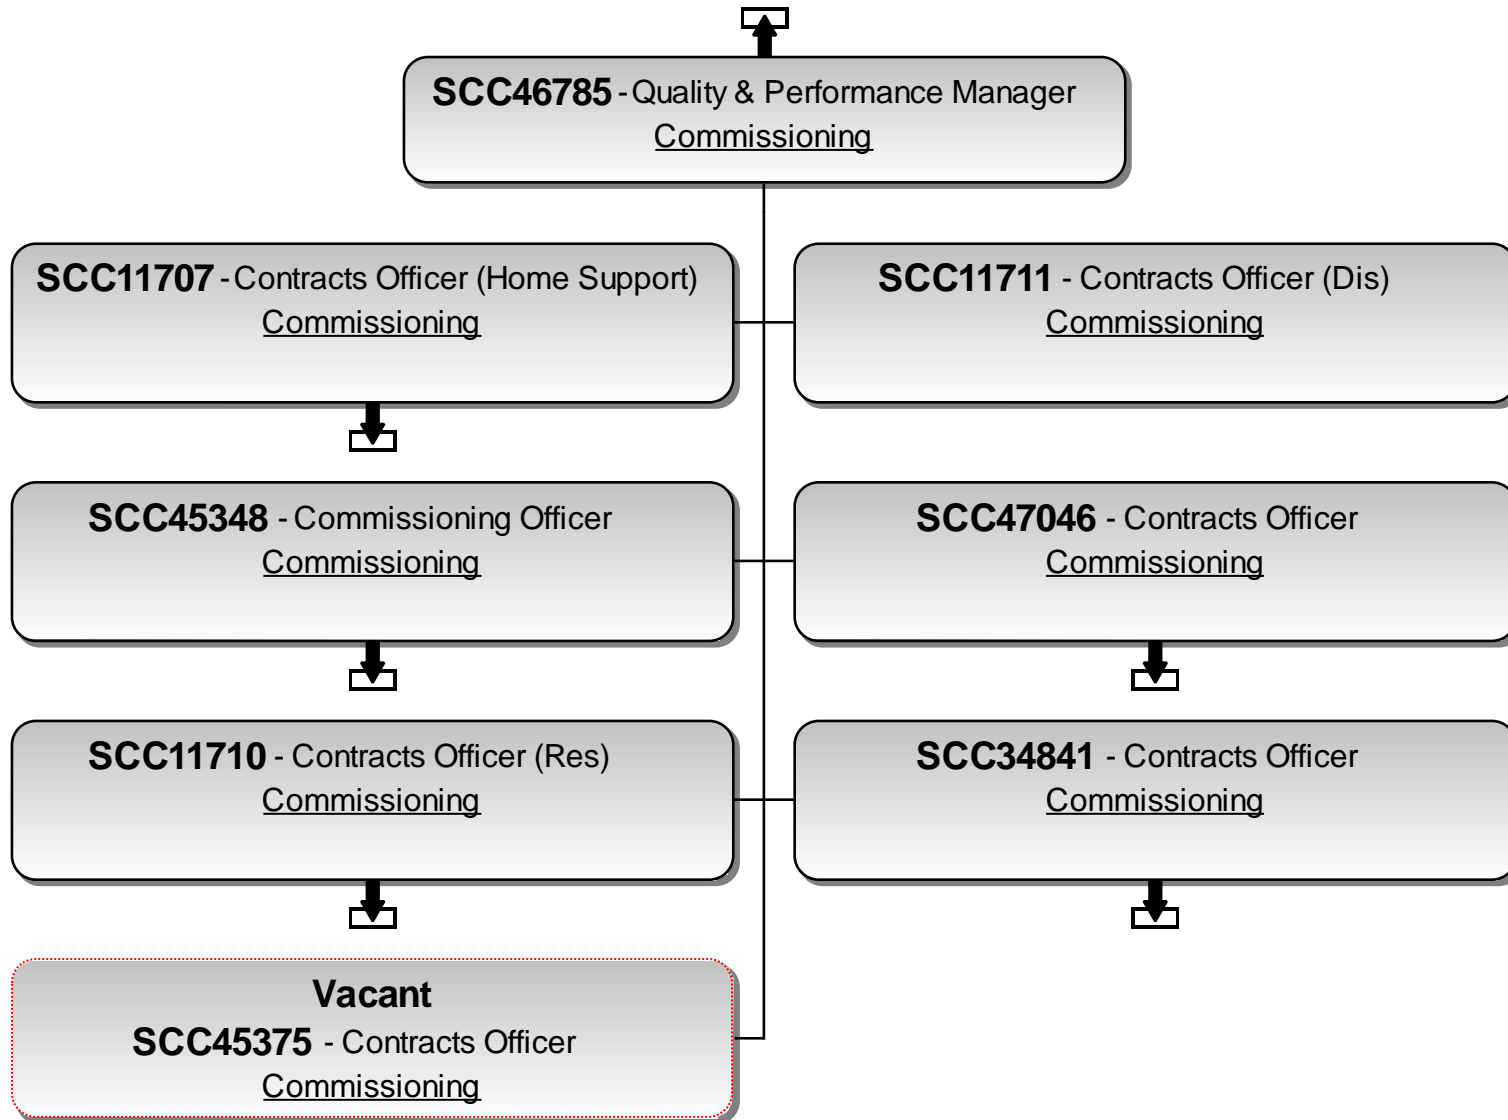 SCC46785 - Quality & Performance Manager
Commissioning
SCC11707 - Contracts Officer (Home Support)
Commissioning
SCC11711 - Contracts Officer (Dis)
Commissioning
SCC45348 - Commissioning Officer
Commissioning
SCC47046 - Contracts Officer
Commissioning
SCC11710 - Contracts Officer (Res)
Commissioning
SCC34841 - Contracts Officer
Commissioning
Vacant
SCC45375 - Contracts Officer
Commissioning